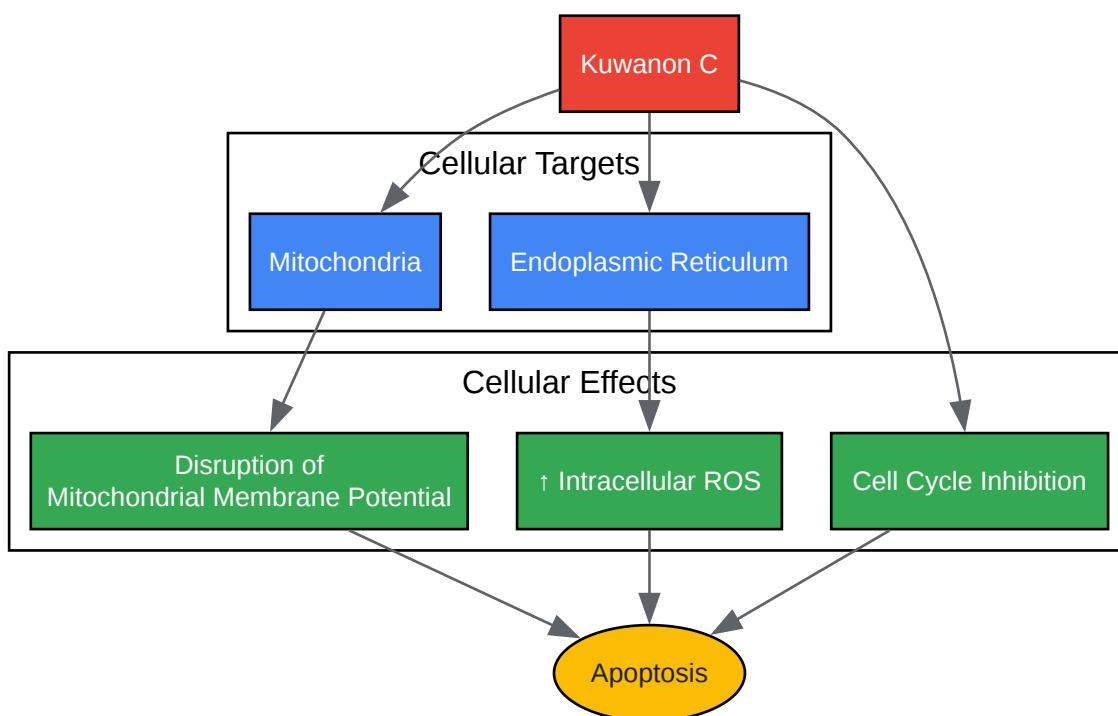 Kuwanon C
Cellular Targets
Mitochondria
Endoplasmic Reticulum
Cellular Effects
Disruption of
Mitochondrial Membrane Potential
↑ Intracellular ROS
Cell Cycle Inhibition
Apoptosis